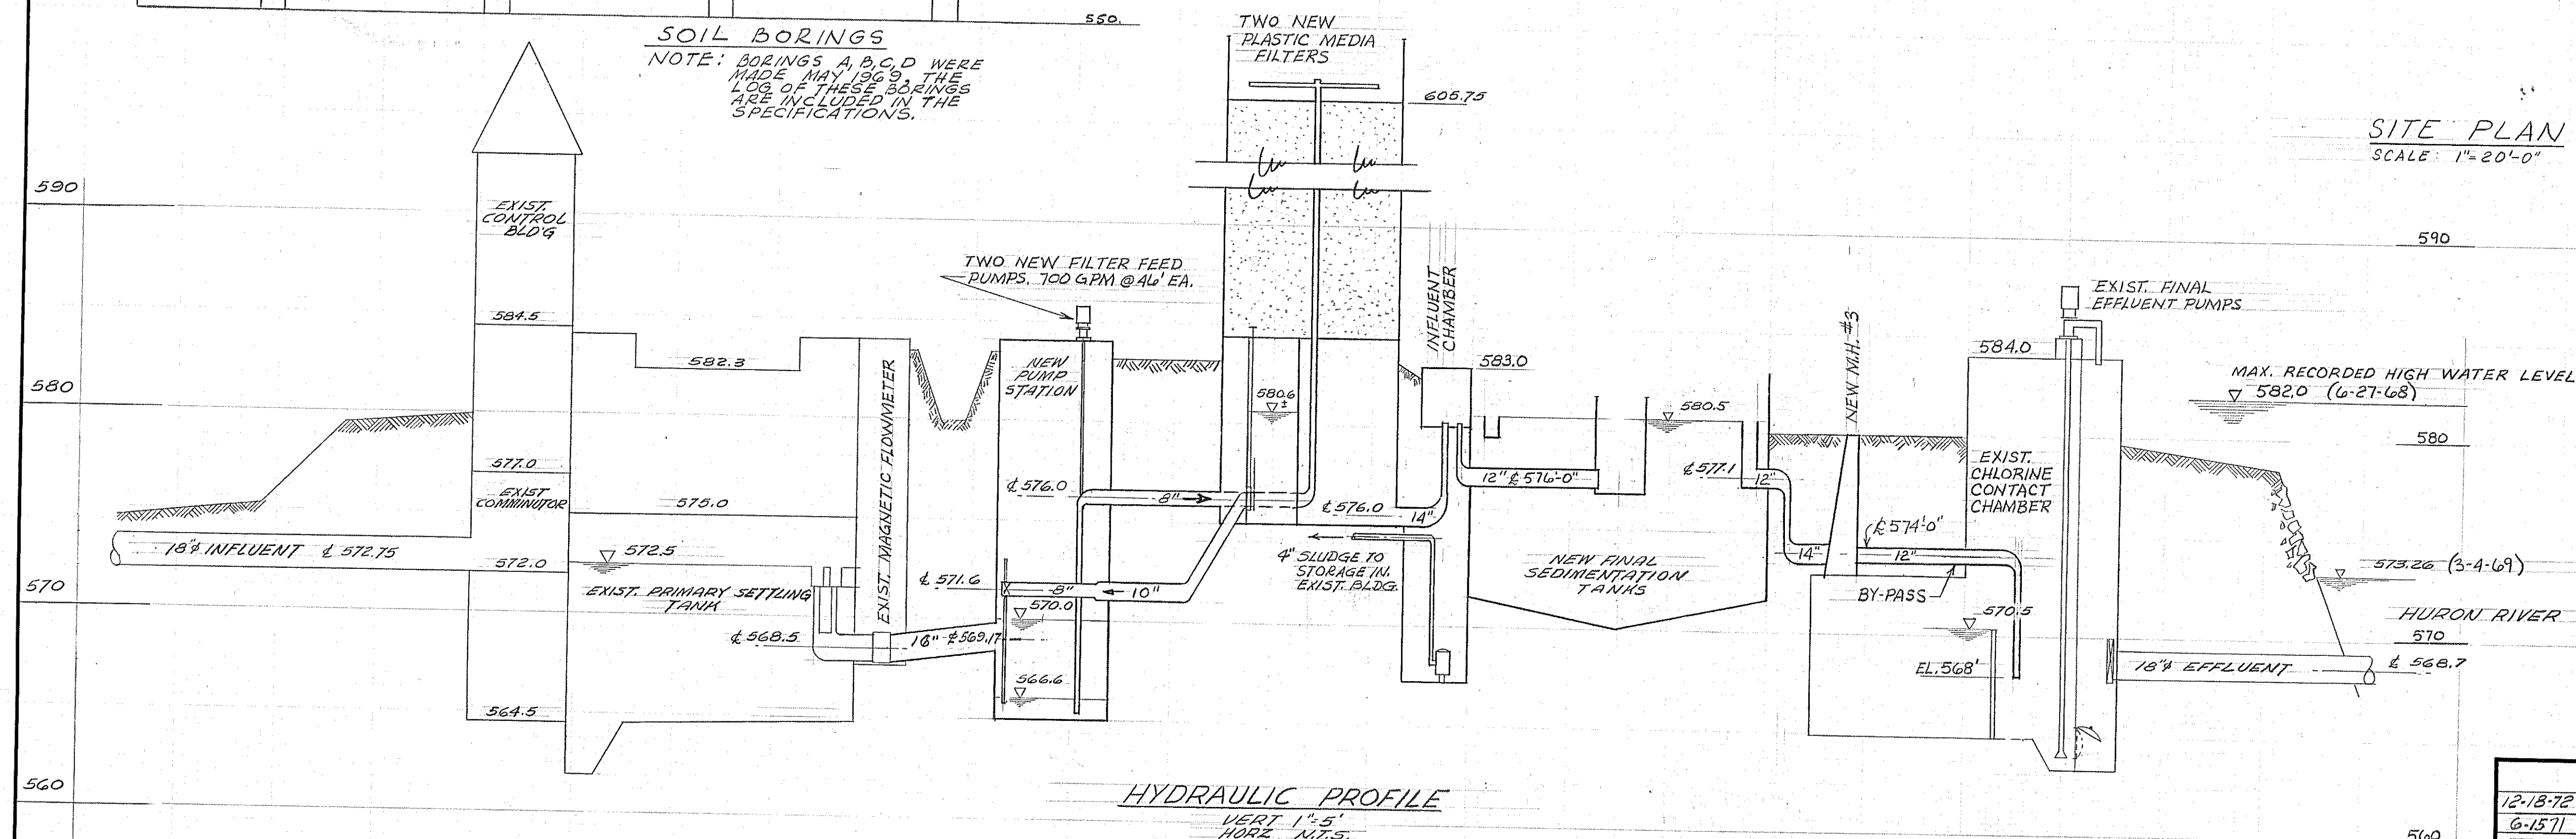 550.
SOIL BORINGS
NOTE: BORINGS A,B,C,D WERE
MADE MAY 1969, THE
LOG OF THESE BORINGS
ARE INCLUDED IN THE
SPECIFICATIONS.
TWO NEW
PLASTIC MEDIA
FILTERS
605.75
SITE PLAN
SCALE: 1"=20'-0"
590
EXIST.
CONTROL
BLD'G
584.5
582.3
580
577.0
EXIST
COMMINUTOR
575.0
18"⌀ INFLUENT ℄ 572.75
572.0
572.5
570
EXIST. PRIMARY SETTLING
TANK
℄ 568.5
564.5
560
EXIST. MAGNETIC FLOWMETER
16" ℄ 569.17
TWO NEW FILTER FEED
PUMPS, 700 GPM @ 46' EA.
NEW
PUMP
STATION
℄ 576.0
8"
℄ 571.6
8"
10"
570.0
566.6
580.6
±
℄ 576.0
14"
4" SLUDGE TO
STORAGE IN
EXIST. BLDG.
INFLUENT
CHAMBER
583.0
12" ℄ 576'-0"
580.5
NEW FINAL
SEDIMENTATION
TANKS
℄ 577.1
12"
14"
NEW M.H. #3
℄ 574'-0"
12"
BY-PASS
584.0
EXIST.
CHLORINE
CONTACT
CHAMBER
570.5
EL. 568'
EXIST. FINAL
EFFLUENT PUMPS
590
MAX. RECORDED HIGH WATER LEVEL
582.0 (6-27-68)
580
573.26 (3-4-69)
HURON RIVER
570
18"⌀ EFFLUENT
℄ 568.7
HYDRAULIC PROFILE
VERT 1"=5'
HORZ N.T.S.
12-18-72
6-1571
560